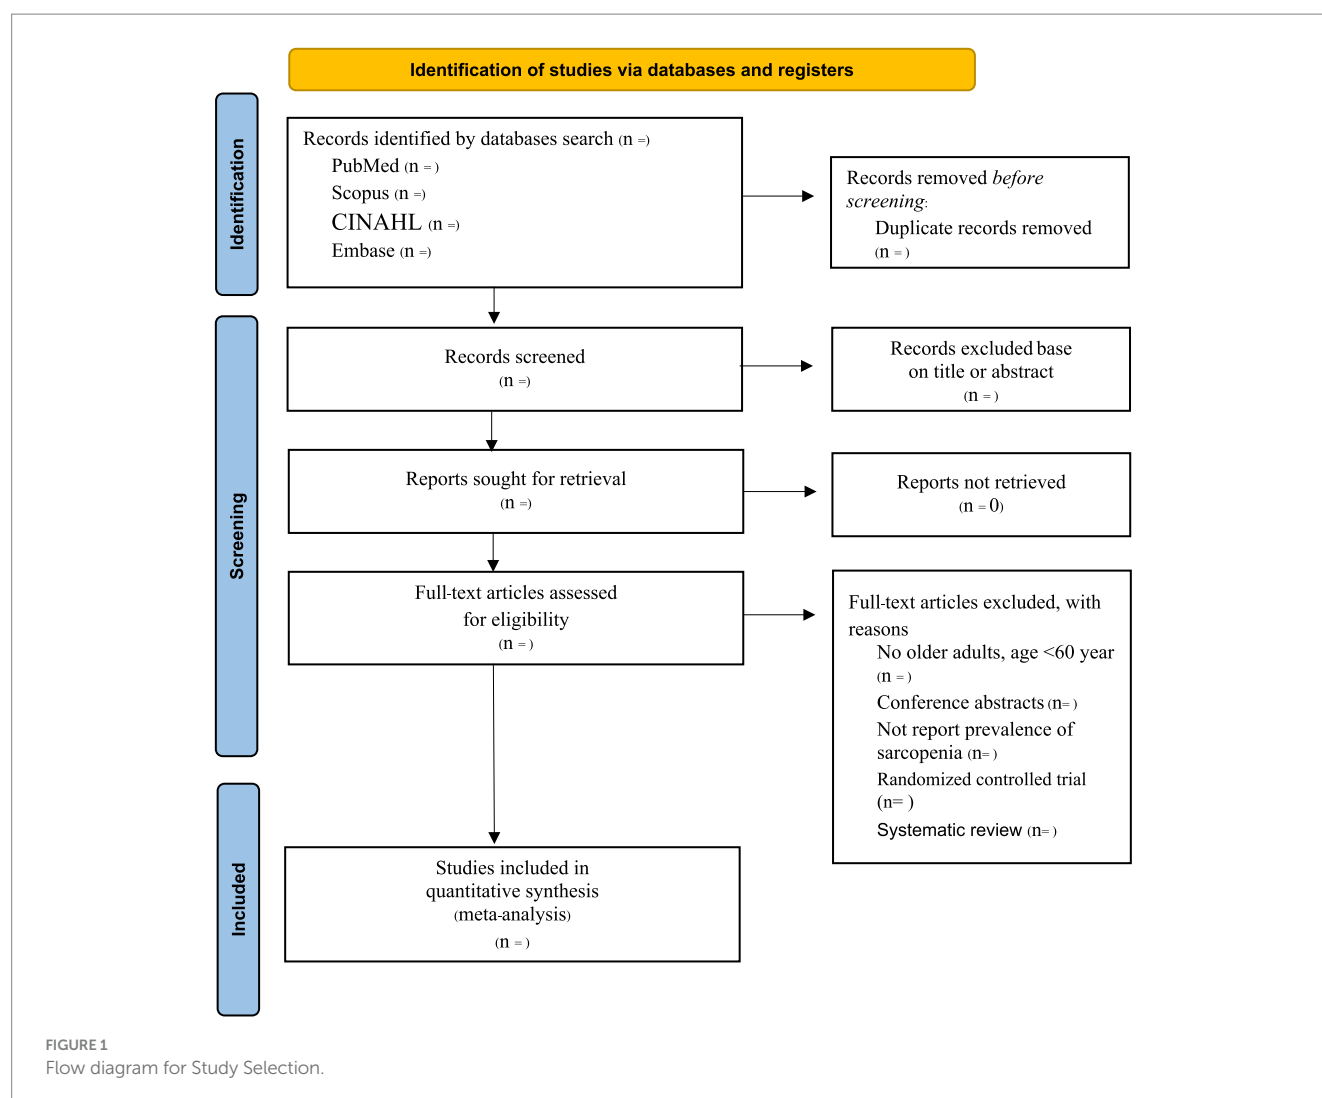 Identification of studies via databases and registers
Identification
Records identified by databases search (n =)
PubMed (n = )
Scopus (n =)
CINAHL (n =)
Embase (n =)
Records removed before
screening:
Duplicate records removed
(n = )
Screening
Records screened
(n =)
Records excluded base
on title or abstract
(n = )
Reports sought for retrieval
(n =)
Reports not retrieved
(n = 0)
Full-text articles assessed
for eligibility
(n = )
Full-text articles excluded, with
reasons
No older adults, age <60 year
(n = )
Conference abstracts (n= )
Not report prevalence of
sarcopenia (n= )
Randomized controlled trial
(n= )
Systematic review (n= )
Included
Studies included in
quantitative synthesis
(meta-analysis)
(n = )
FIGURE 1
Flow diagram for Study Selection.